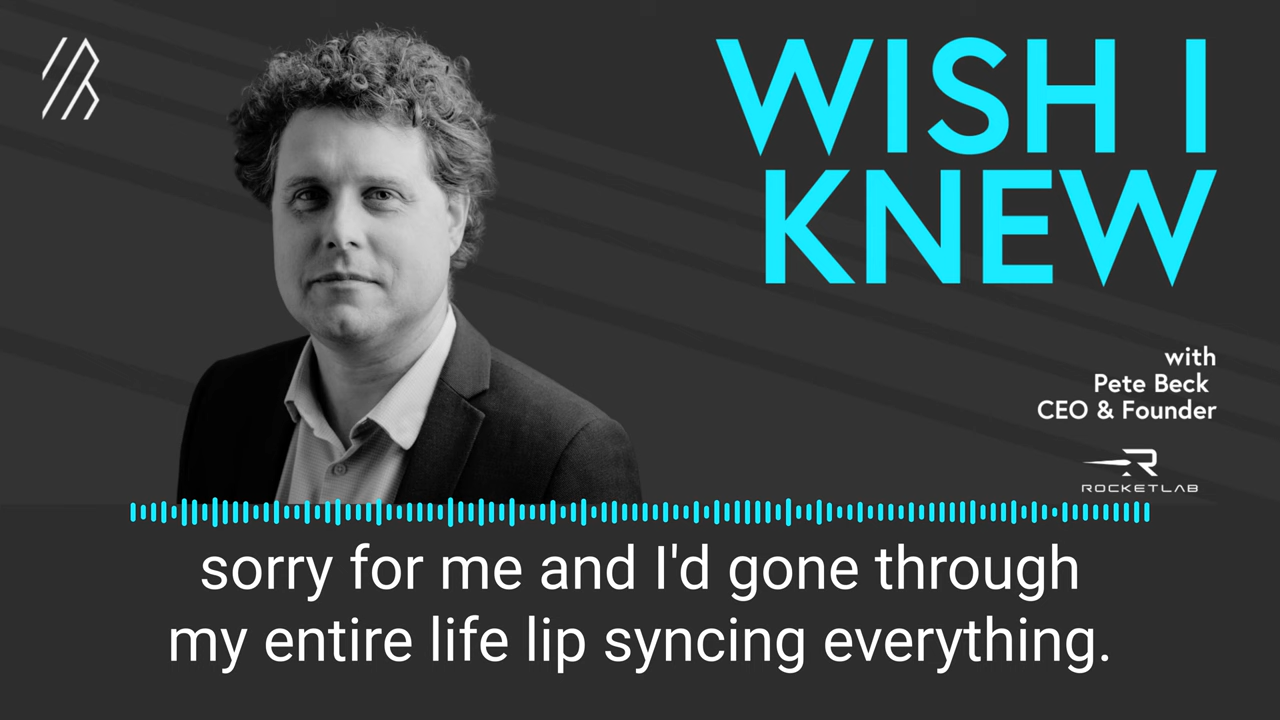 WISH I
KNEW
with
Pete Beck
CEO & Founder
ROCKETLAB
sorry for me and I'd gone through
my entire life lip syncing everything.